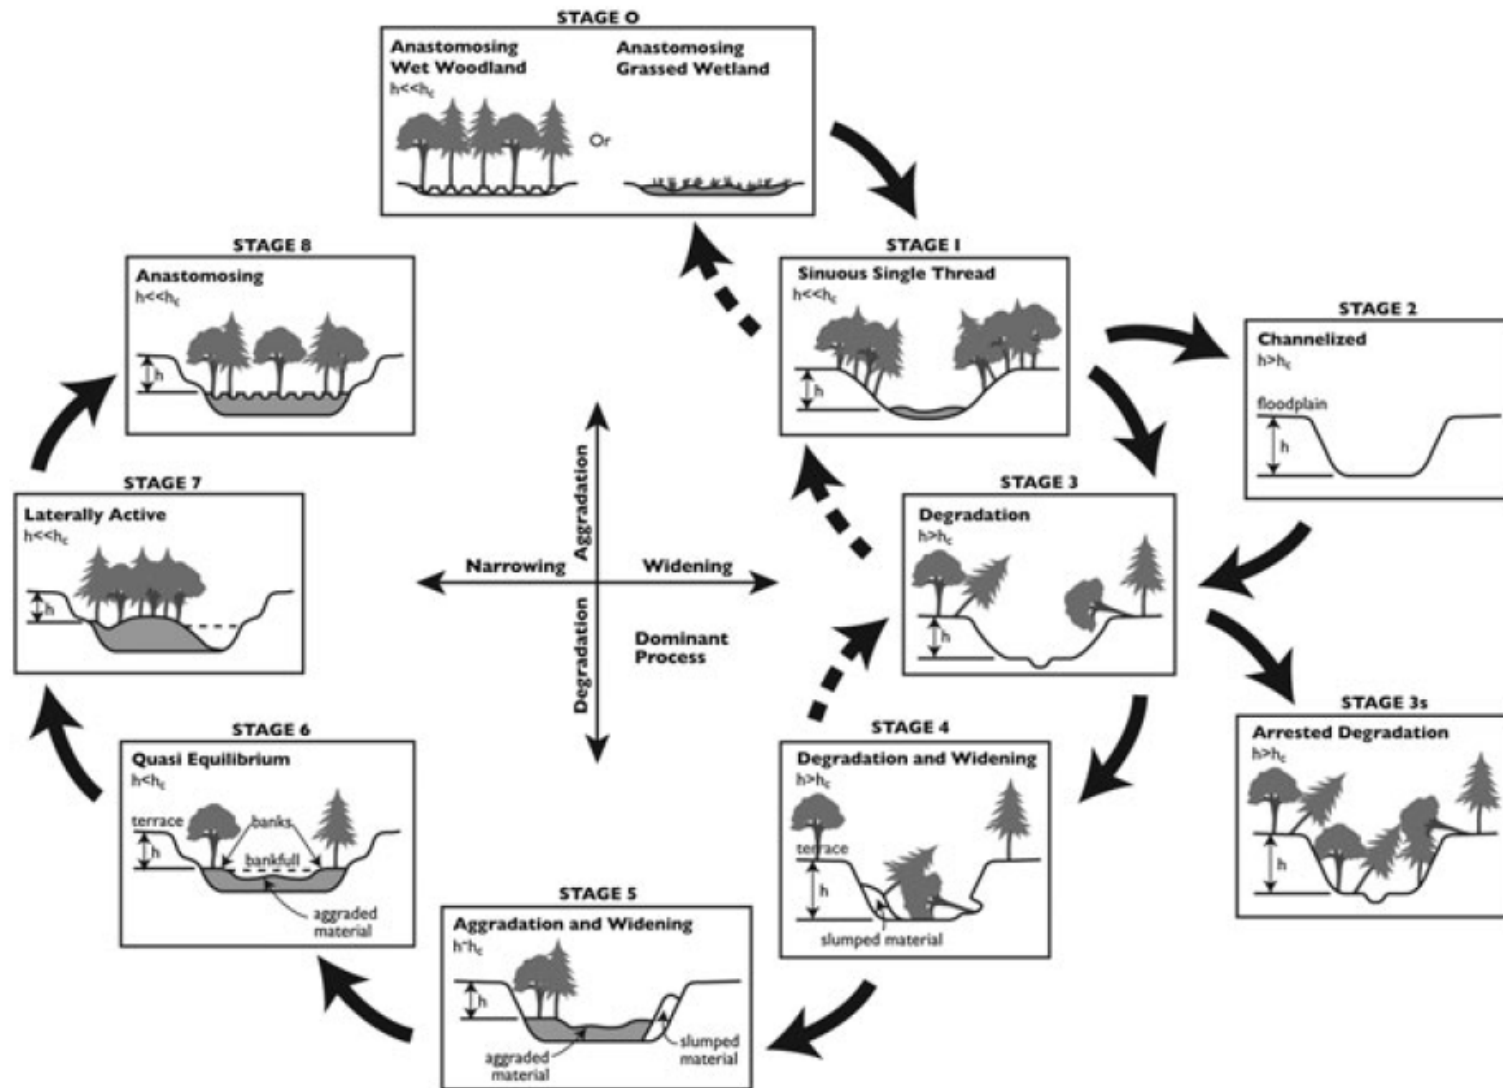 STAGE 0
Anastomosing
Wet Woodland
h<<hc
Or
Anastomosing
Grassed Wetland
STAGE 1
Sinuous Single Thread
h<<hc
h
STAGE 2
Channelized
h>hc
floodplain
h
STAGE 3
Degradation
h>hc
h
STAGE 3s
Arrested Degradation
h>hc
h
STAGE 4
Degradation and Widening
h>hc
terrace
h
slumped material
STAGE 5
Aggradation and Widening
h~hc
h
aggraded
material
slumped
material
STAGE 6
Quasi Equilibrium
h<hc
terrace
banks
h
bankfull
aggraded
material
STAGE 7
Laterally Active
h<<hc
h
STAGE 8
Anastomosing
h<<hc
h
Aggradation
Narrowing
Widening
Degradation
Dominant
Process